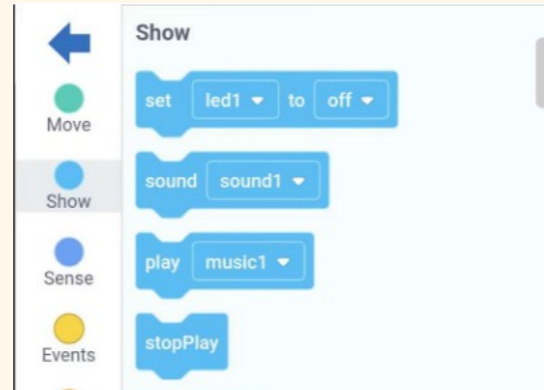 Move
Show
Sense
Events
Show
set led1 to off
sound sound1
play music1
stopPlay